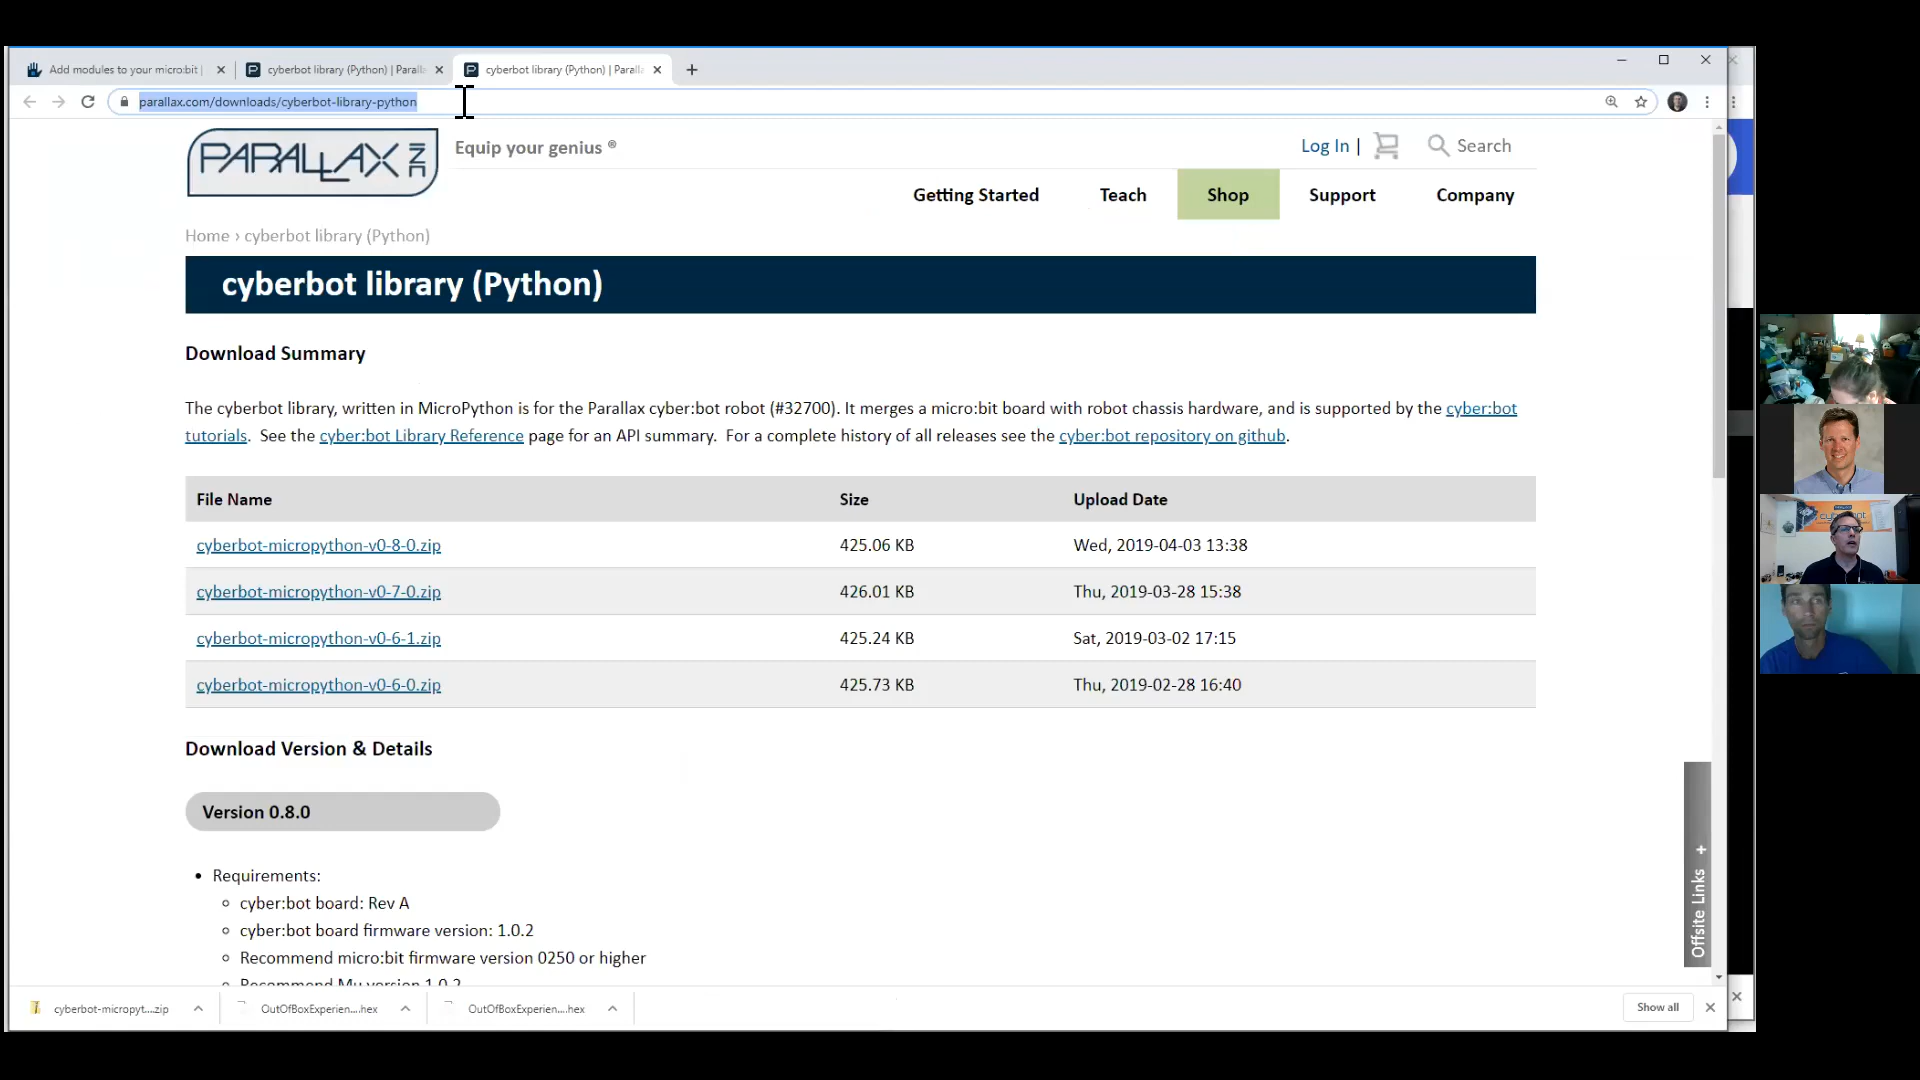 Add modules to your micro:bit |
cyberbot library (Python) | Paralla
cyberbot library (Python) | Paralla
parallax.com/downloads/cyberbot-library-python
PARALLAX INC
Equip your genius ®
Log In |
Search
Getting Started
Teach
Shop
Support
Company
Home › cyberbot library (Python)
cyberbot library (Python)
Download Summary
The cyberbot library, written in MicroPython is for the Parallax cyber:bot robot (#32700). It merges a micro:bit board with robot chassis hardware, and is supported by the cyber:bot
tutorials. See the cyber:bot Library Reference page for an API summary. For a complete history of all releases see the cyber:bot repository on github.
File Name Size Upload Date
cyberbot-micropython-v0-8-0.zip 425.06 KB Wed, 2019-04-03 13:38
cyberbot-micropython-v0-7-0.zip 426.01 KB Thu, 2019-03-28 15:38
cyberbot-micropython-v0-6-1.zip 425.24 KB Sat, 2019-03-02 17:15
cyberbot-micropython-v0-6-0.zip 425.73 KB Thu, 2019-02-28 16:40
Download Version & Details
Version 0.8.0
Requirements:
cyber:bot board: Rev A
cyber:bot board firmware version: 1.0.2
Recommend micro:bit firmware version 0250 or higher
Recommend Mu version 1.0.2
Offsite Links +
cyberbot-micropyt....zip
OutOfBoxExperien....hex
OutOfBoxExperien....hex
Show all